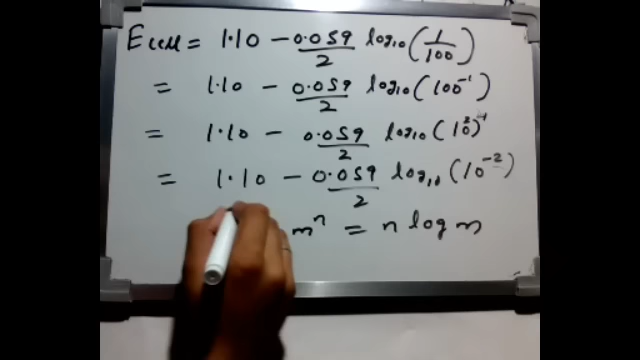 Ecell = 1.10 - 0.059/2 log₁₀(1/100)
= 1.10 - 0.059/2 log₁₀(100⁻¹)
= 1.10 - 0.059/2 log₁₀(10²)⁻¹
= 1.10 - 0.059/2 log₁₀(10⁻²)
mⁿ = n log m